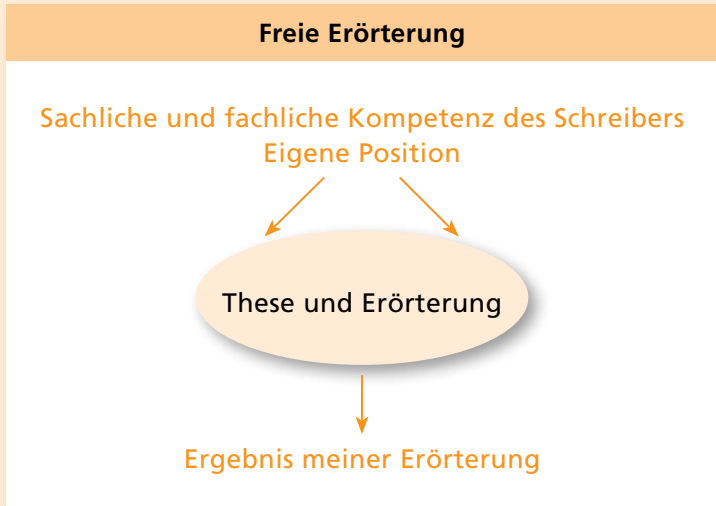 Freie Erörterung
Sachliche und fachliche Kompetenz des Schreibers
Eigene Position
These und Erörterung
Ergebnis meiner Erörterung